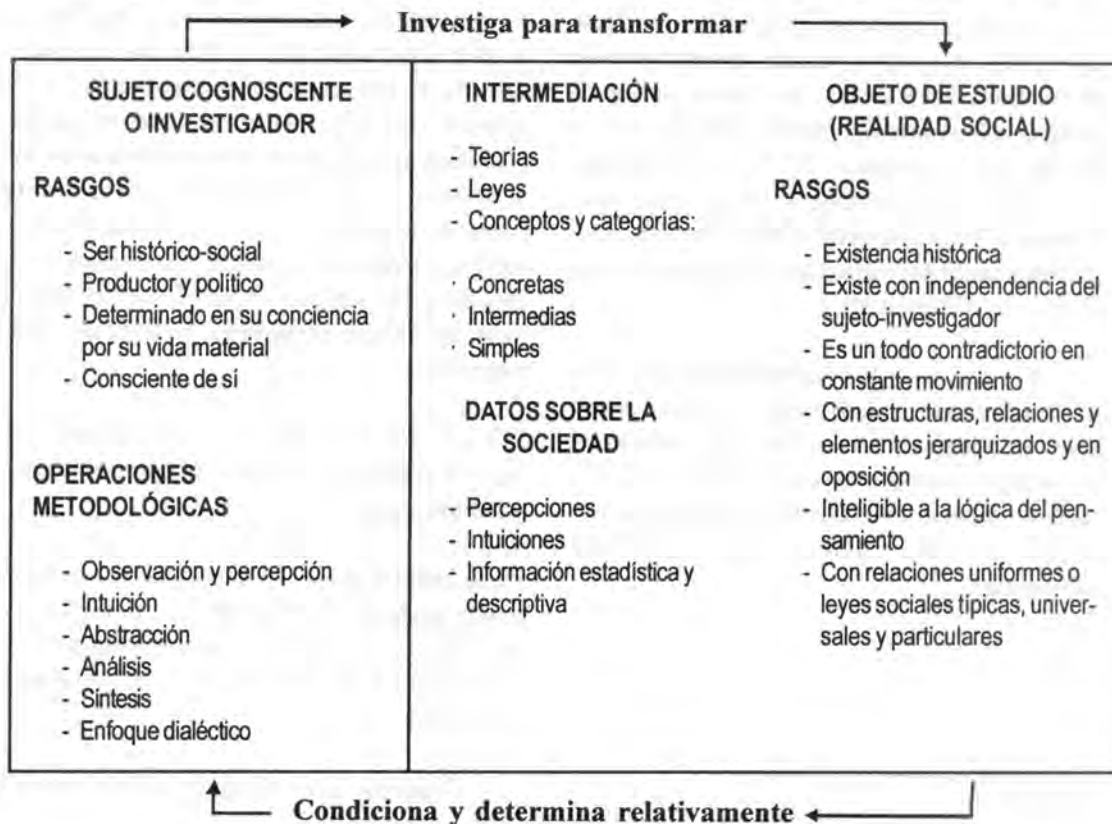 Investiga para transformar
SUJETO COGNOSCENTE
O INVESTIGADOR
RASGOS
- Ser histórico-social
- Productor y político
- Determinado en su conciencia
por su vida material
- Consciente de sí
OPERACIONES
METODOLÓGICAS
- Observación y percepción
- Intuición
- Abstracción
- Análisis
- Síntesis
- Enfoque dialéctico
INTERMEDIACIÓN
- Teorías
- Leyes
- Conceptos y categorías:
· Concretas
· Intermedias
· Simples
DATOS SOBRE LA
SOCIEDAD
- Percepciones
- Intuiciones
- Información estadística y
descriptiva
OBJETO DE ESTUDIO
(REALIDAD SOCIAL)
RASGOS
- Existencia histórica
- Existe con independencia del
sujeto-investigador
- Es un todo contradictorio en
constante movimiento
- Con estructuras, relaciones y
elementos jerarquizados y en
oposición
- Inteligible a la lógica del pen-
samiento
- Con relaciones uniformes o
leyes sociales típicas, univer-
sales y particulares
Condiciona y determina relativamente